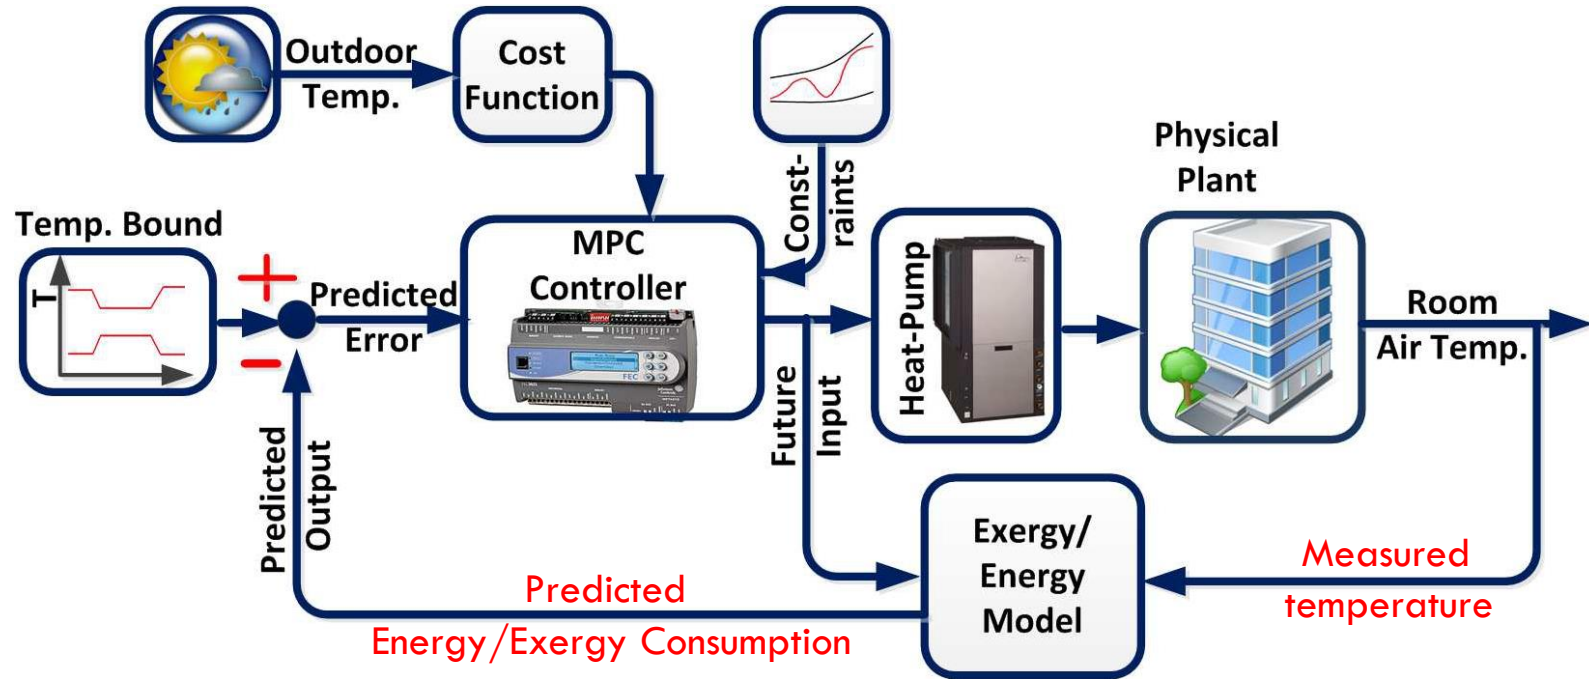 Outdoor
Temp.
Cost
Function
Const-
raints
Physical
Plant
Temp. Bound
T
+
−
Predicted
Error
MPC
Controller
FEC
Heat-Pump
Room
Air Temp.
Future
Input
Predicted
Output
Exergy/
Energy
Model
Measured
temperature
Predicted
Energy/Exergy Consumption